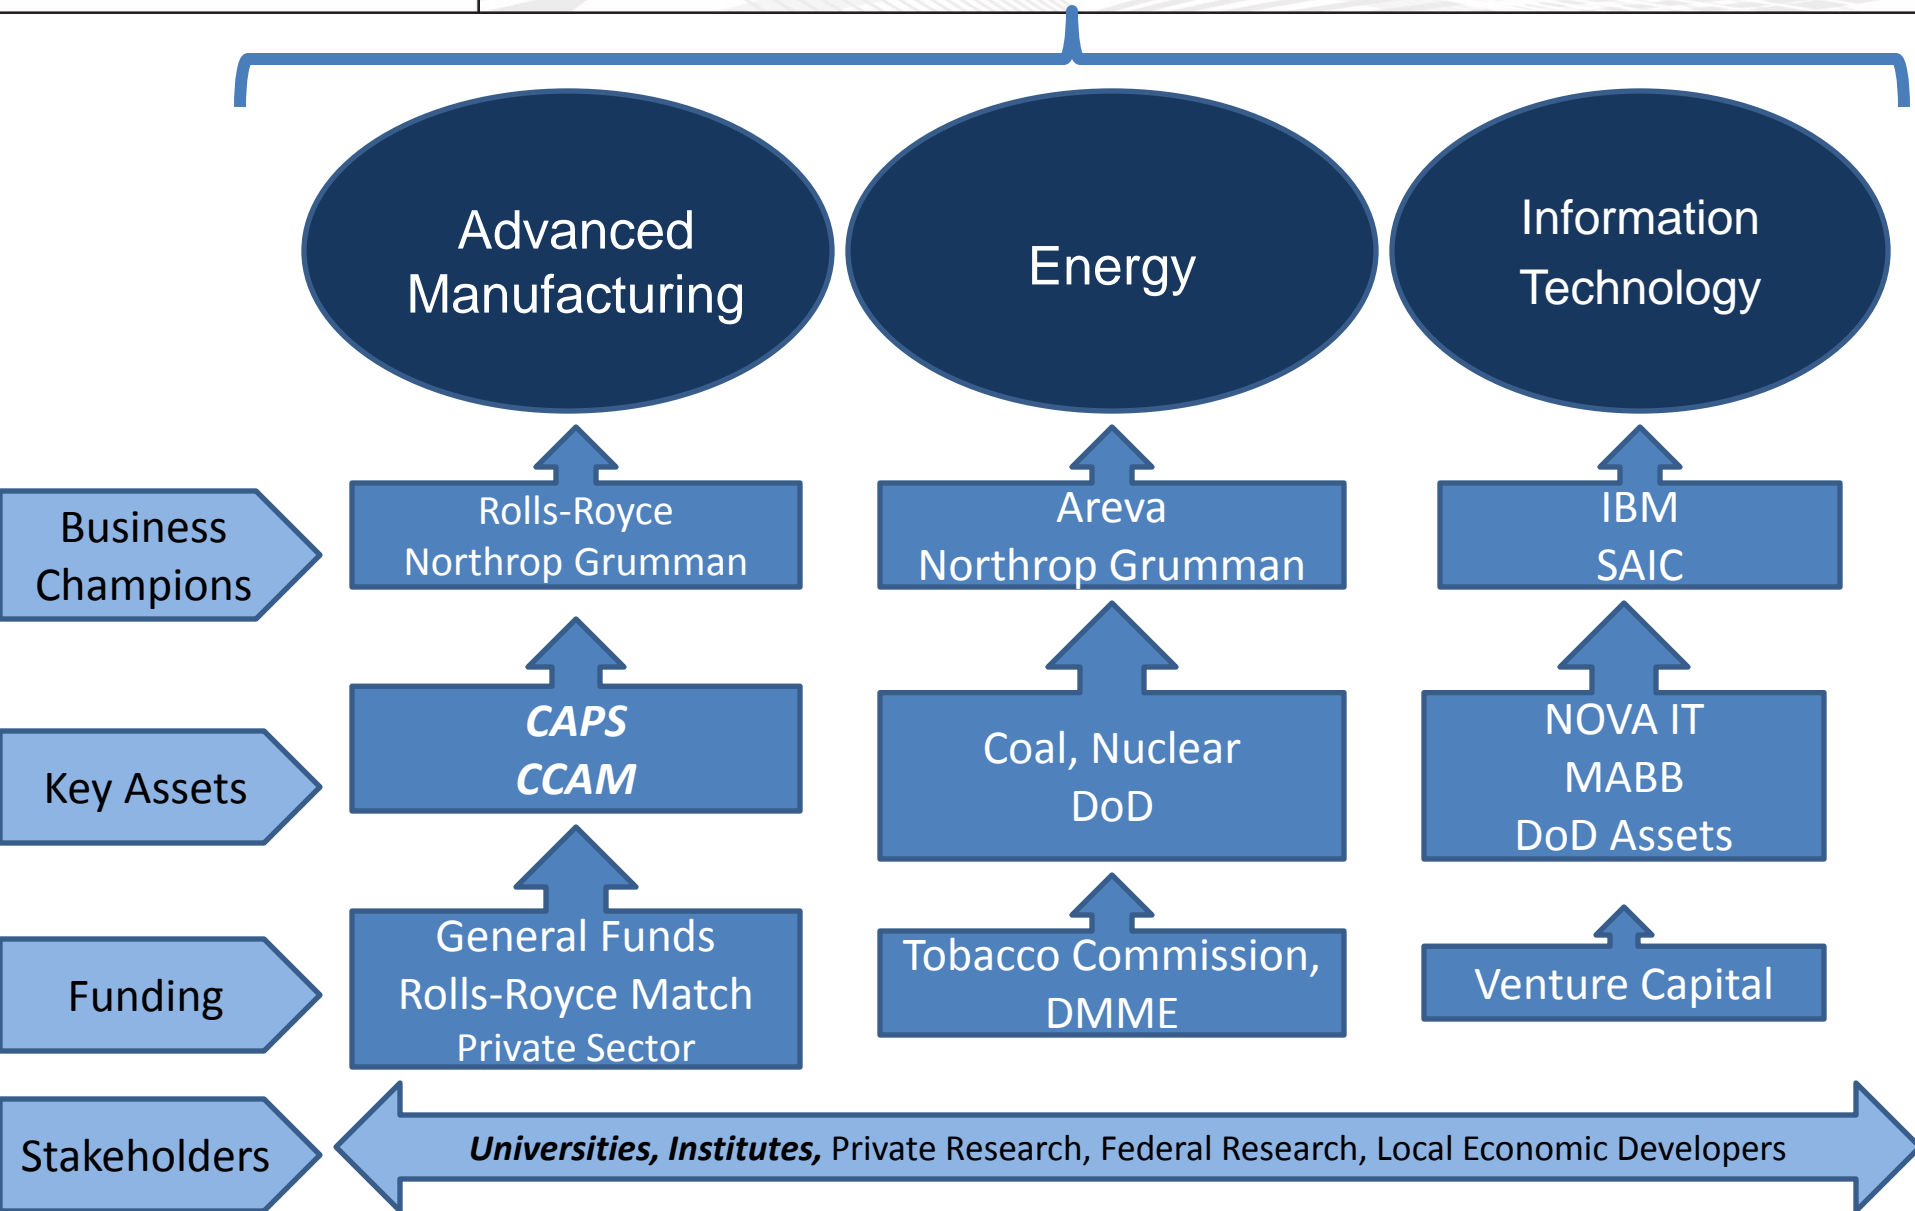 Advanced
Manufacturing
Energy
Information
Technology
Business
Champions
Rolls-Royce
Northrop Grumman
Areva
Northrop Grumman
IBM
SAIC
Key Assets
CAPS
CCAM
Coal, Nuclear
DoD
NOVA IT
MABB
DoD Assets
Funding
General Funds
Rolls-Royce Match
Private Sector
Tobacco Commission,
DMME
Venture Capital
Stakeholders
Universities, Institutes, Private Research, Federal Research, Local Economic Developers